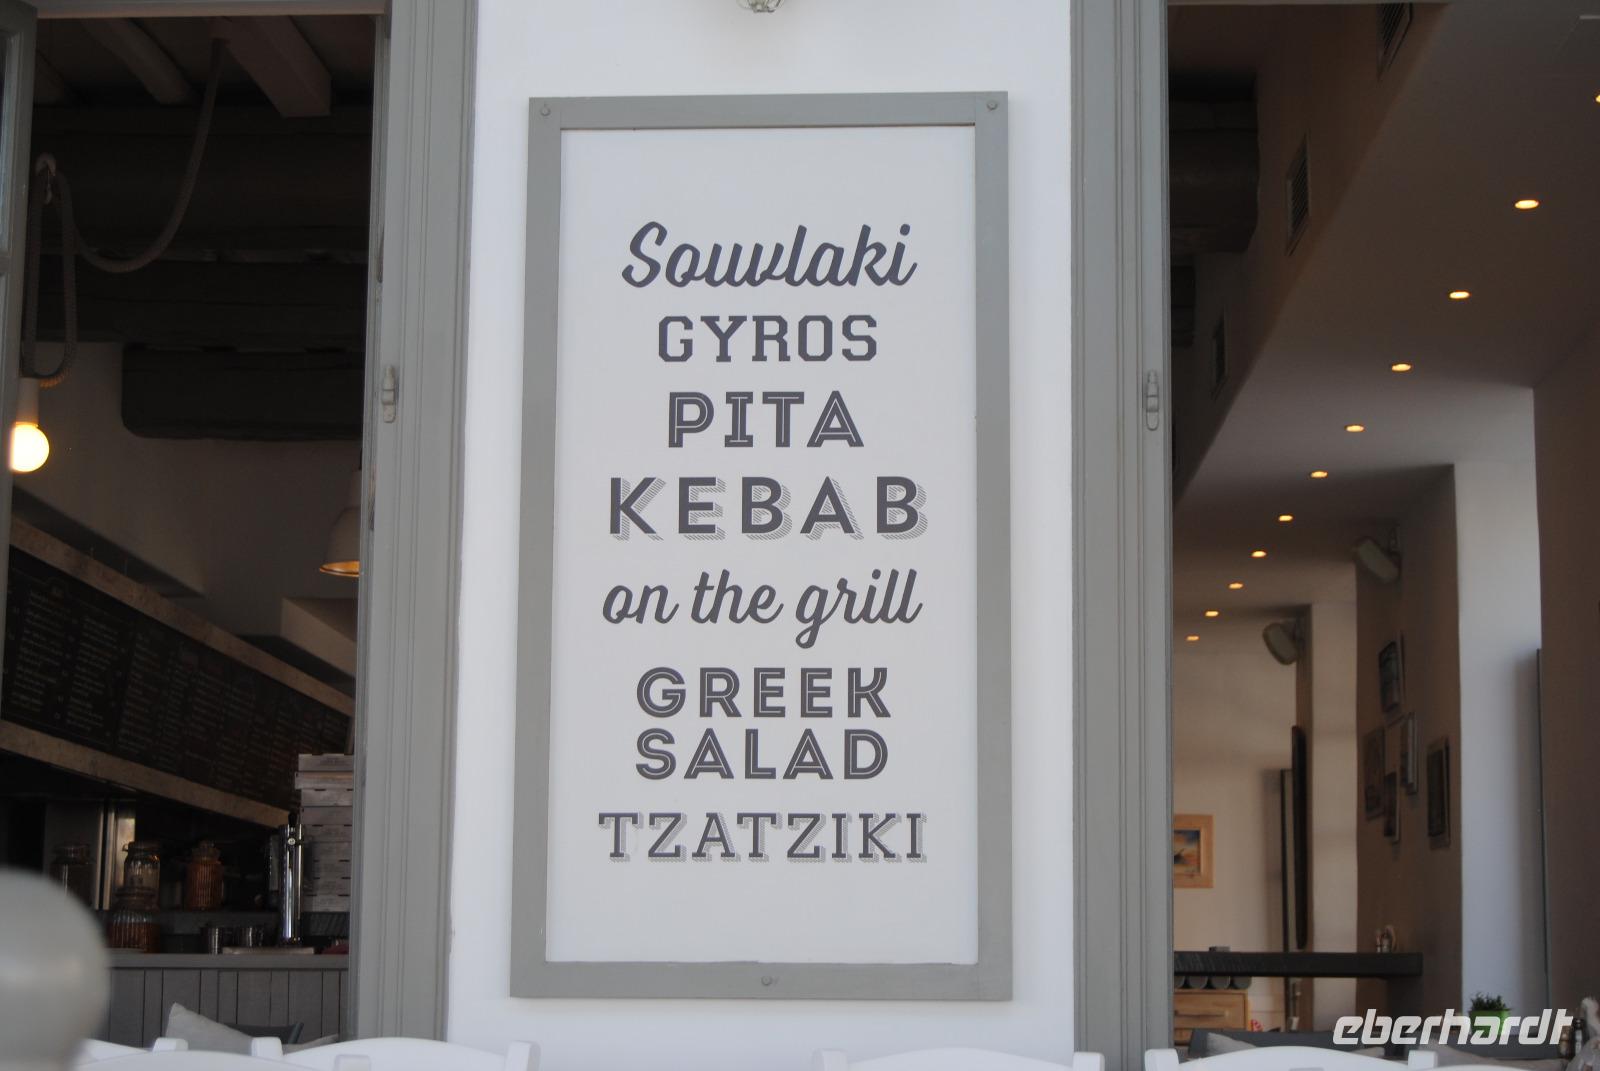 Souvlaki
GYROS
PITA
KEBAB
on the grill
GREEK
SALAD
TZATZIKI
eberhardt